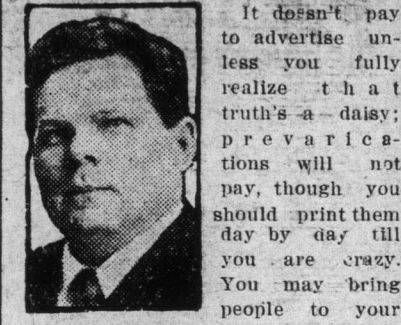 It doesn't pay
to advertise un-
less you fully
realize that
truth's a daisy;
prevarica-
tions will not
pay, though you
should print them
day by day till
you are crazy.
You may bring
people to your